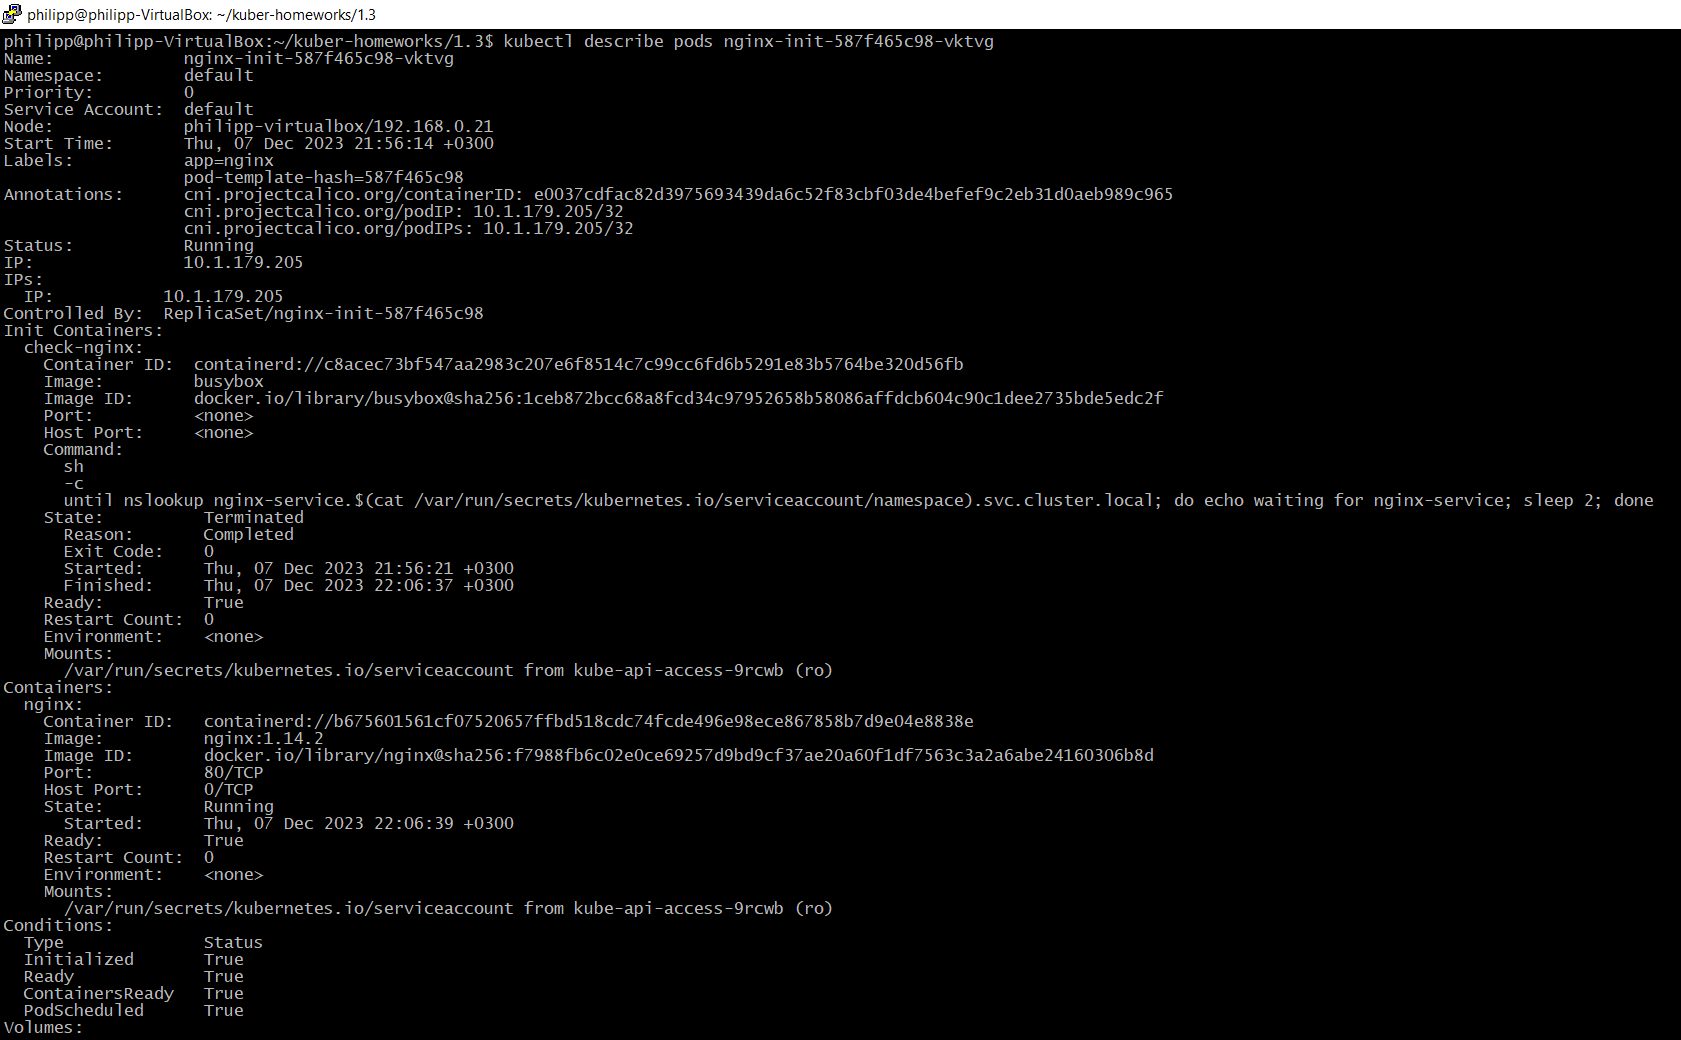 philipp@philipp-VirtualBox: ~/kuber-homeworks/1.3
philipp@philipp-VirtualBox:~/kuber-homeworks/1.3$ kubectl describe pods nginx-init-587f465c98-vktvg
Name:             nginx-init-587f465c98-vktvg
Namespace:        default
Priority:         0
Service Account:  default
Node:             philipp-virtualbox/192.168.0.21
Start Time:       Thu, 07 Dec 2023 21:56:14 +0300
Labels:           app=nginx
                  pod-template-hash=587f465c98
Annotations:      cni.projectcalico.org/containerID: e0037cdfac82d3975693439da6c52f83cbf03de4befef9c2eb31d0aeb989c965
                  cni.projectcalico.org/podIP: 10.1.179.205/32
                  cni.projectcalico.org/podIPs: 10.1.179.205/32
Status:           Running
IP:               10.1.179.205
IPs:
  IP:           10.1.179.205
Controlled By:  ReplicaSet/nginx-init-587f465c98
Init Containers:
  check-nginx:
    Container ID:  containerd://c8acec73bf547aa2983c207e6f8514c7c99cc6fd6b5291e83b5764be320d56fb
    Image:         busybox
    Image ID:      docker.io/library/busybox@sha256:1ceb872bcc68a8fcd34c97952658b58086affdcb604c90c1dee2735bde5edc2f
    Port:          <none>
    Host Port:     <none>
    Command:
      sh
      -c
      until nslookup nginx-service.$(cat /var/run/secrets/kubernetes.io/serviceaccount/namespace).svc.cluster.local; do echo waiting for nginx-service; sleep 2; done
    State:          Terminated
      Reason:       Completed
      Exit Code:    0
      Started:      Thu, 07 Dec 2023 21:56:21 +0300
      Finished:     Thu, 07 Dec 2023 22:06:37 +0300
    Ready:          True
    Restart Count:  0
    Environment:    <none>
    Mounts:
      /var/run/secrets/kubernetes.io/serviceaccount from kube-api-access-9rcwb (ro)
Containers:
  nginx:
    Container ID:   containerd://b675601561cf07520657ffbd518cdc74fcde496e98ece867858b7d9e04e8838e
    Image:          nginx:1.14.2
    Image ID:       docker.io/library/nginx@sha256:f7988fb6c02e0ce69257d9bd9cf37ae20a60f1df7563c3a2a6abe24160306b8d
    Port:           80/TCP
    Host Port:      0/TCP
    State:          Running
      Started:      Thu, 07 Dec 2023 22:06:39 +0300
    Ready:          True
    Restart Count:  0
    Environment:    <none>
    Mounts:
      /var/run/secrets/kubernetes.io/serviceaccount from kube-api-access-9rcwb (ro)
Conditions:
  Type              Status
  Initialized       True
  Ready             True
  ContainersReady   True
  PodScheduled      True
Volumes: